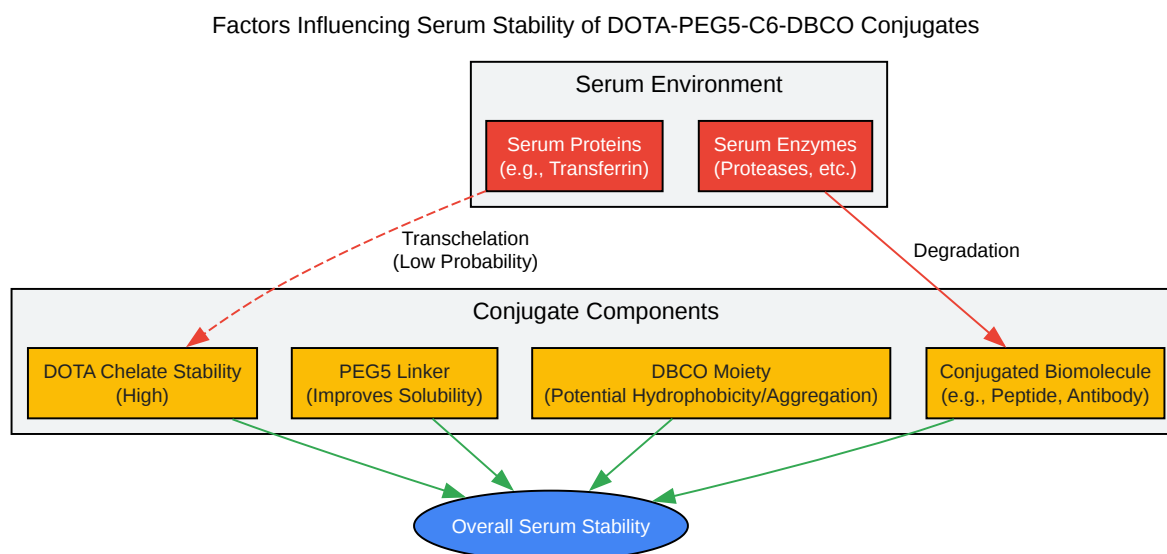 Factors Influencing Serum Stability of DOTA-PEG5-C6-DBCO Conjugates
Serum Environment
Serum Proteins
(e.g., Transferrin)
Serum Enzymes
(Proteases, etc.)
Transchelation
(Low Probability)
Degradation
Conjugate Components
DOTA Chelate Stability
(High)
PEG5 Linker
(Improves Solubility)
DBCO Moiety
(Potential Hydrophobicity/Aggregation)
Conjugated Biomolecule
(e.g., Peptide, Antibody)
Overall Serum Stability